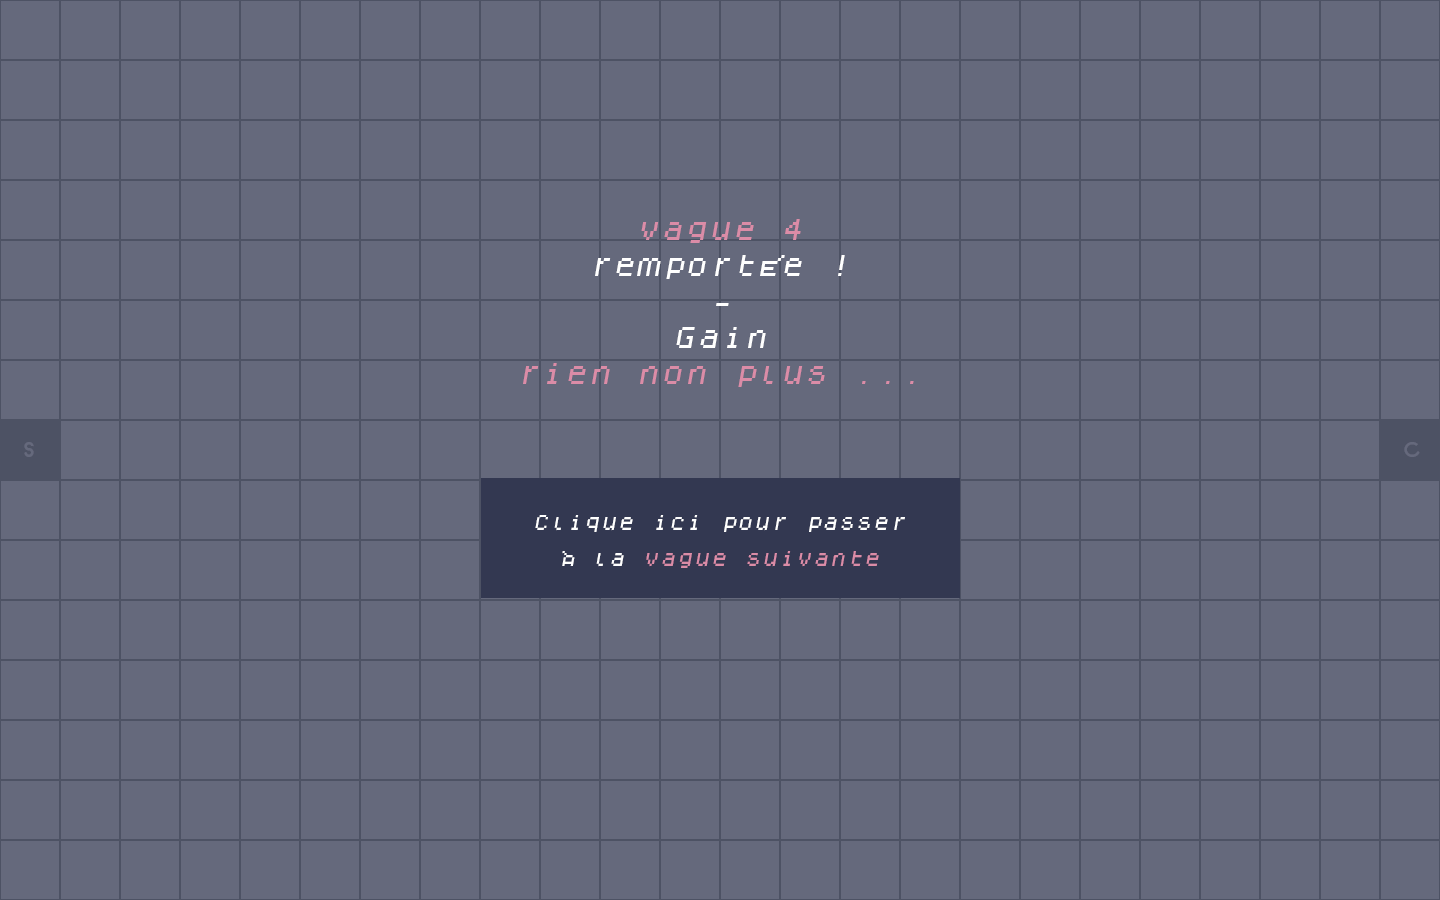 vague 4
remportée !
-
Gain
rien non plus ...
S
C
Clique ici pour passer
à la vague suivante